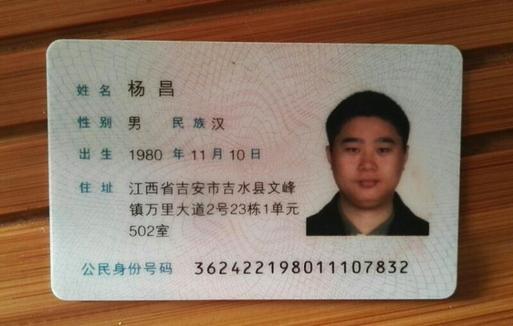 姓名 杨昌
性别 男 民族 汉
出生 1980 年 11 月 10 日
住址 江西省吉安市吉水县文峰
镇万里大道2号23栋1单元
502室
公民身份号码 362422198011107832